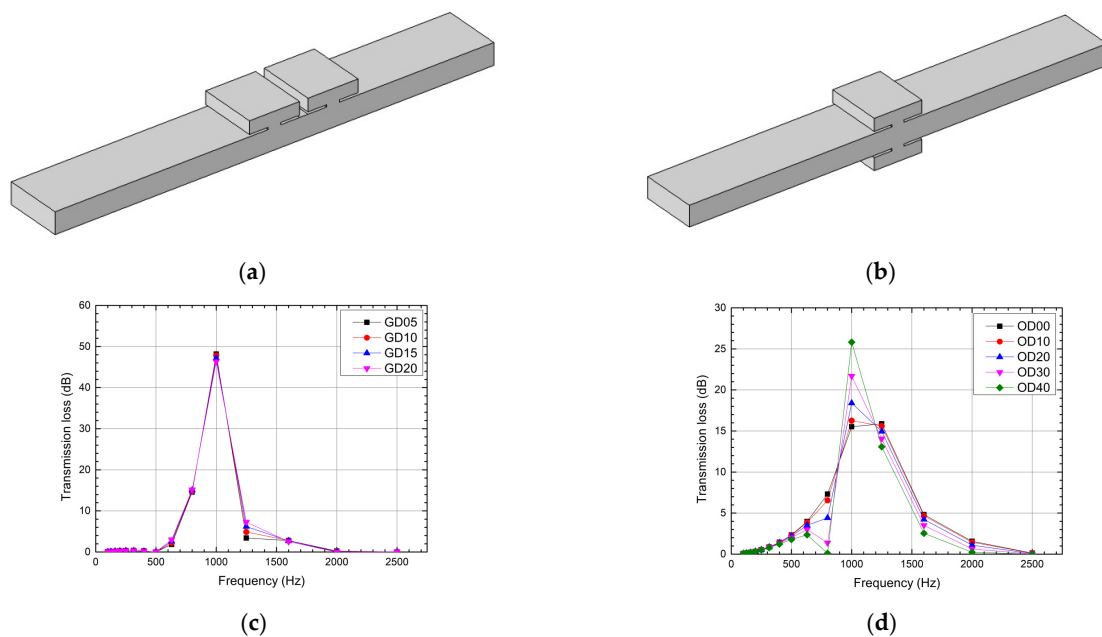 (a)
(b)
Transmission loss (dB)
60
50
40
30
20
10
0
0
500
1000
1500
2000
2500
Frequency (Hz)
GD05
GD10
GD15
GD20
(c)
Transmission loss (dB)
30
25
20
15
10
5
0
0
500
1000
1500
2000
2500
Frequency (Hz)
OD00
OD10
OD20
OD30
OD40
(d)